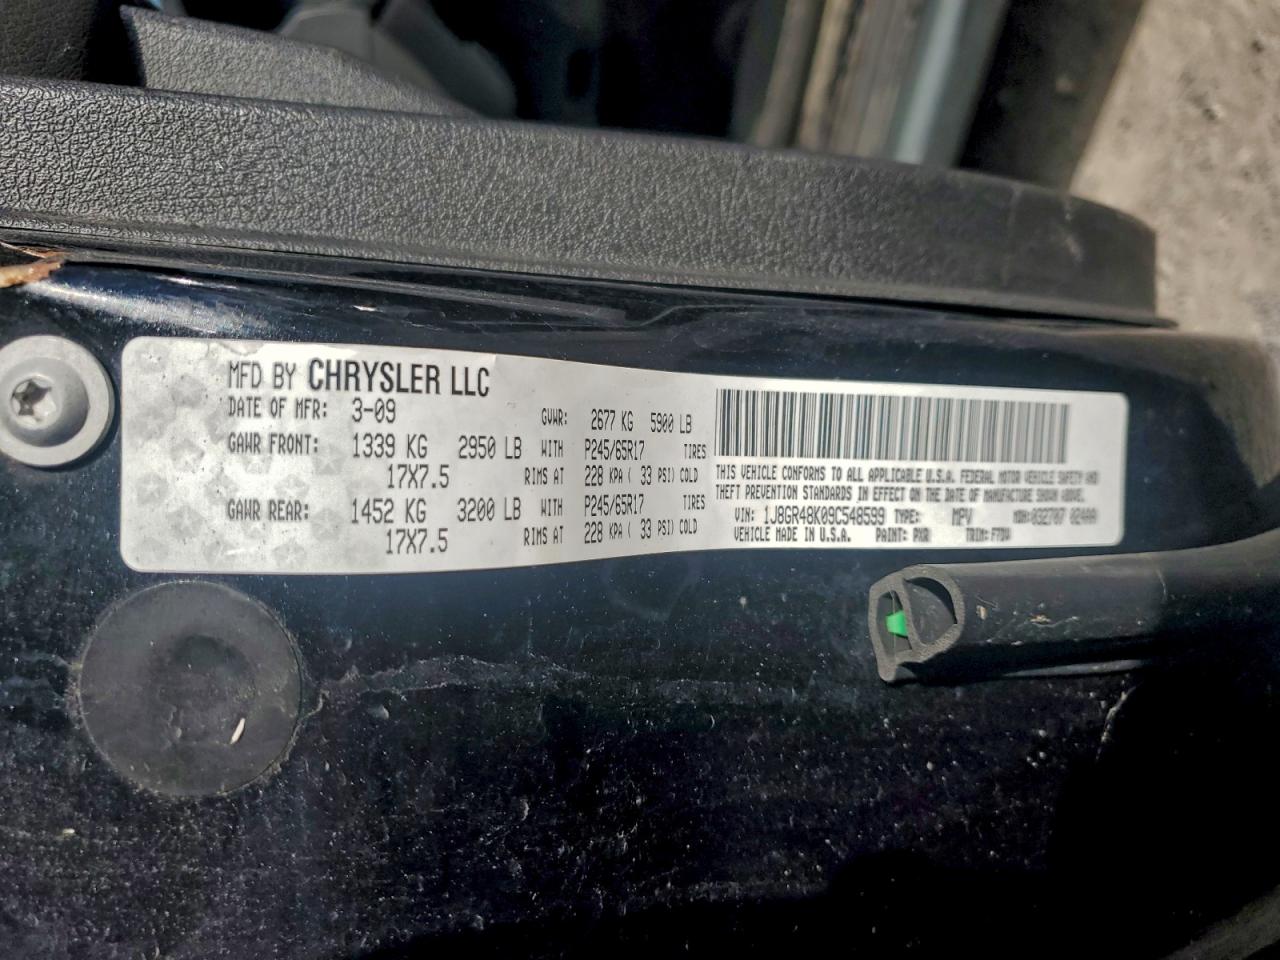 MFD BY CHRYSLER LLC
DATE OF MFR: 3-09 GVWR: 2677 KG 5900 LB
GAWR FRONT: 1339 KG 2950 LB WITH P245/65R17 TIRES
17X7.5 RIMS AT 228 KPA ( 33 PSI) COLD
GAWR REAR: 1452 KG 3200 LB WITH P245/65R17 TIRES
17X7.5 RIMS AT 228 KPA ( 33 PSI) COLD
THIS VEHICLE CONFORMS TO ALL APPLICABLE U.S.A. FEDERAL MOTOR VEHICLE SAFETY AND
THEFT PREVENTION STANDARDS IN EFFECT ON THE DATE OF MANUFACTURE SHOWN ABOVE.
VIN: 1J8GR48K09C548599 TYPE: MPV MDH: 032707
VEHICLE MADE IN U.S.A. PAINT: PXR TRIM: